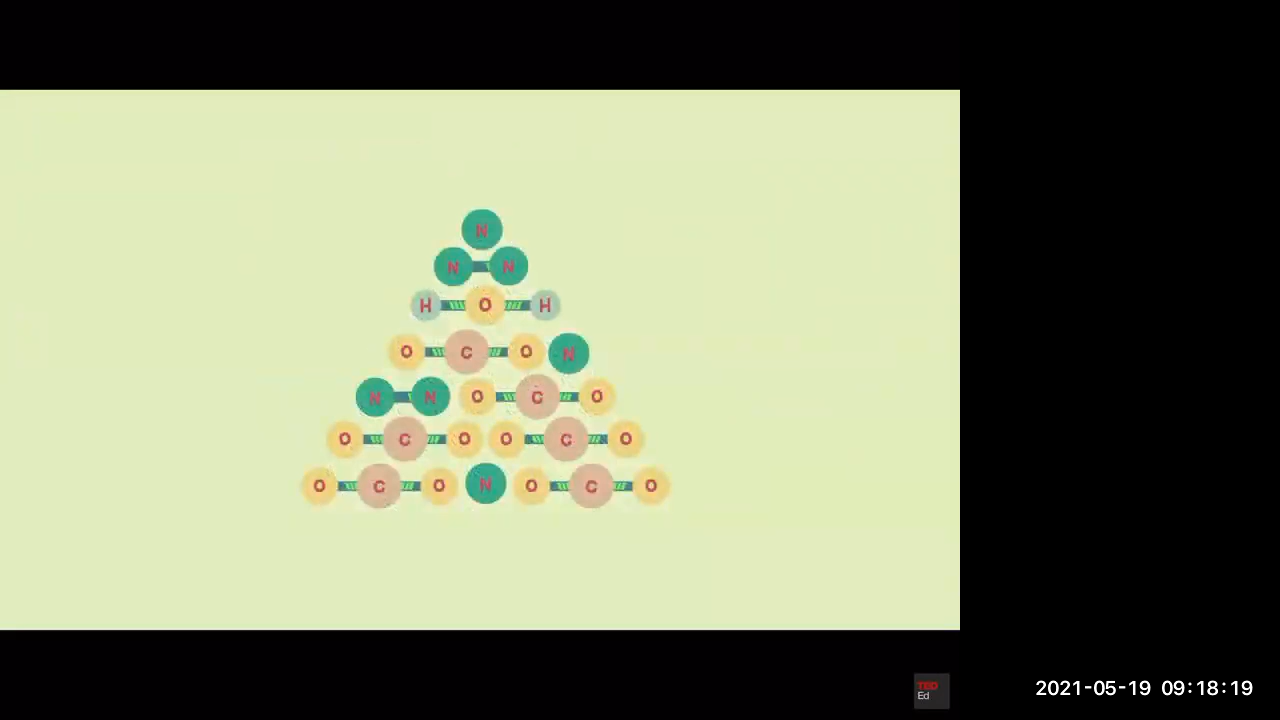 N
N N
H O H
O C O N
N N O C O
O C O O C O
O C O N O C O
TED
Ed
2021-05-19 09:18:19